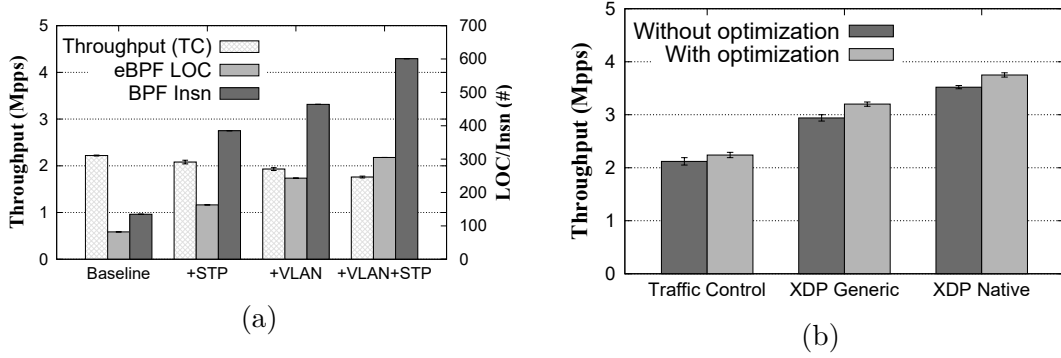 Throughput (Mpps)
5
4
3
2
1
0
Throughput (TC)
eBPF LOC
BPF Insn
700
600
500
400
300
200
100
0
LOC/Insn (#)
Baseline
+STP
+VLAN
+VLAN+STP
(a)
Throughput (Mpps)
5
4
3
2
1
0
Without optimization
With optimization
Traffic Control
XDP Generic
XDP Native
(b)